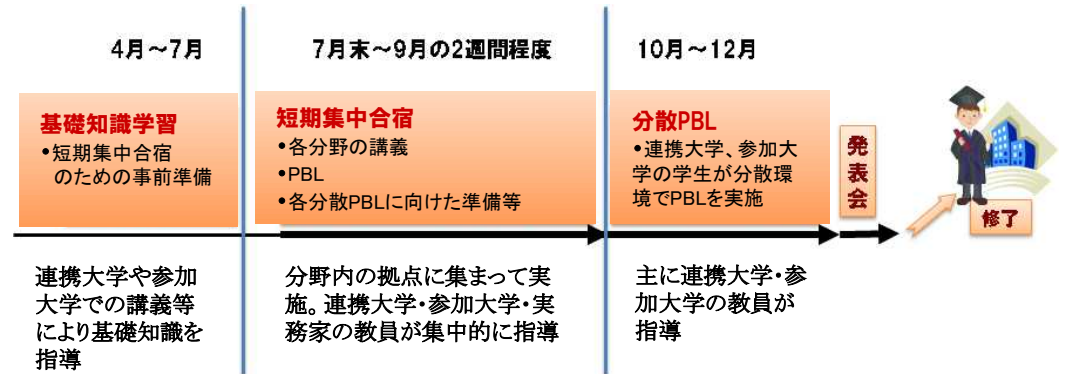 4月～7月
7月末～9月の2週間程度
10月～12月
基礎知識学習
•短期集中合宿
のための事前準備
短期集中合宿
•各分野の講義
•PBL
•各分散PBLに向けた準備等
分散PBL
•連携大学、参加大
学の学生が分散環
境でPBLを実施
発表会
修了
連携大学や参加
大学での講義等
により基礎知識を
指導
分野内の拠点に集まって実
施。連携大学・参加大学・実
務家の教員が集中的に指導
主に連携大学・参
加大学の教員が
指導